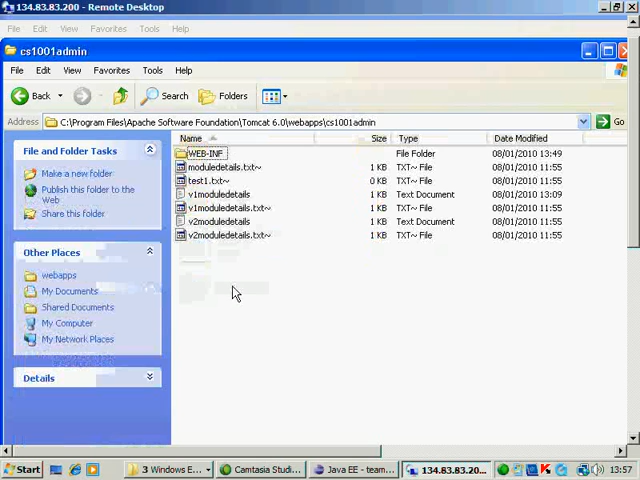 134.83.83.200 - Remote Desktop
File Edit View Favorites Tools Help
cs1001admin
File Edit View Favorites Tools Help
Back Search Folders
Address C:\Program Files\Apache Software Foundation\Tomcat 6.0\webapps\cs1001admin Go
File and Folder Tasks
Make a new folder
Publish this folder to the
Web
Share this folder
Other Places
webapps
My Documents
Shared Documents
My Computer
My Network Places
Details
Name Size Type Date Modified
WEB-INF File Folder 08/01/2010 13:49
moduledetails.txt~ 1 KB TXT~ File 08/01/2010 11:55
test1.txt~ 0 KB TXT~ File 08/01/2010 11:55
v1moduledetails 1 KB Text Document 08/01/2010 13:09
v1moduledetails.txt~ 1 KB TXT~ File 08/01/2010 11:55
v2moduledetails 1 KB Text Document 08/01/2010 11:55
v2moduledetails.txt~ 1 KB TXT~ File 08/01/2010 11:55
Start 3 Windows E... Camtasia Studi... Java EE - team... 134.83.83.20... 13:57